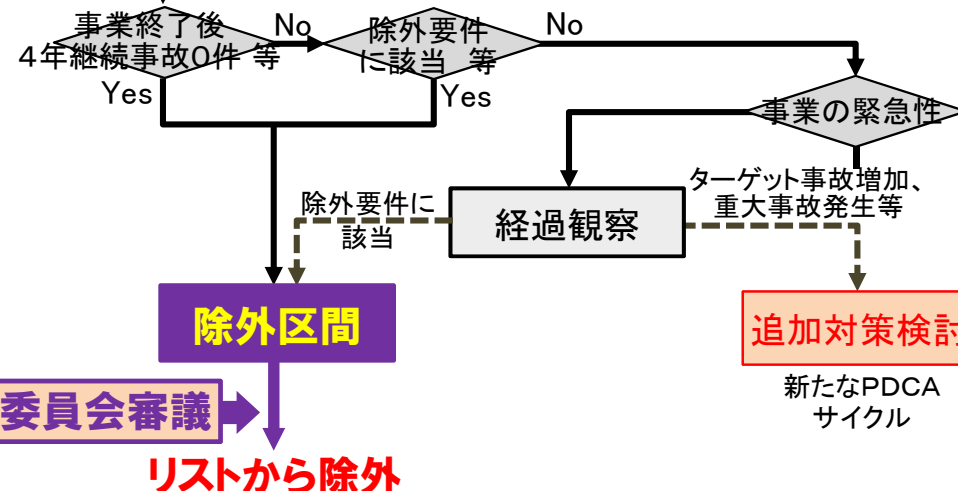 事業終了後
4年継続事故0件 等
No
除外要件
に該当 等
No
Yes
Yes
事業の緊急性
ターゲット事故増加、
重大事故発生等
除外要件に
該当
経過観察
除外区間
追加対策検討
新たなPDCA
サイクル
委員会審議
リストから除外